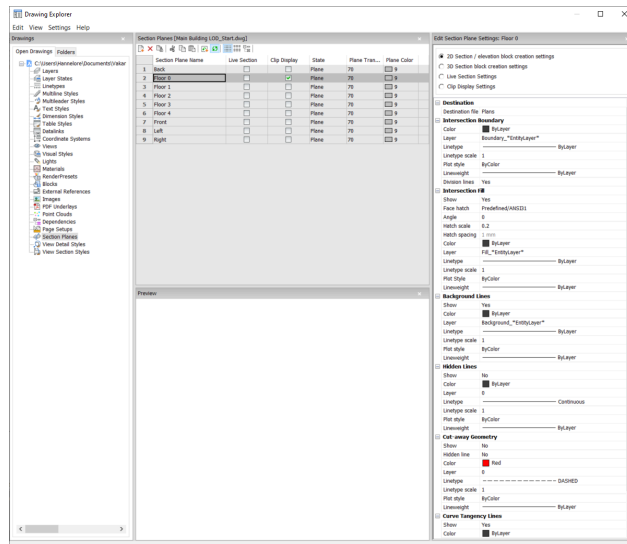 Drawing Explorer
Edit View Settings Help
Drawings
Open Drawings Folders
C:\Users\Hannelore\Documents\Yakar
Layers
Layer States
Linetypes
Multiline Styles
Multileader Styles
Text Styles
Dimension Styles
Table Styles
Datalinks
Coordinate Systems
Views
Visual Styles
Lights
Materials
RenderPresets
Blocks
External References
Images
PDF Underlays
Point Clouds
Dependencies
Page Setups
Section Planes
View Detail Styles
View Section Styles
Section Planes [Main Building LOD_Start.dwg]
Section Plane Name Live Section Clip Display State Plane Tran... Plane Color
1 Back Plane 70 9
2 Floor 0 Plane 70 9
3 Floor 1 Plane 70 9
4 Floor 2 Plane 70 9
5 Floor 3 Plane 70 9
6 Floor 4 Plane 70 9
7 Front Plane 70 9
8 Left Plane 70 9
9 Right Plane 70 9
Preview
Edit Section Plane Settings: Floor 0
2D Section / elevation block creation settings
3D Section block creation settings
Live Section Settings
Clip Display Settings
Destination
Destination file Plans
Intersection Boundary
Color ByLayer
Layer Boundary_*EntityLayer*
Linetype ByLayer
Linetype scale 1
Plot style ByColor
Lineweight ByLayer
Division lines Yes
Intersection Fill
Show Yes
Face hatch Predefined/ANSI31
Angle 0
Hatch scale 0.2
Hatch spacing 1 mm
Color ByLayer
Layer Fill_*EntityLayer*
Linetype ByLayer
Linetype scale 1
Plot Style ByColor
Lineweight ByLayer
Background Lines
Show Yes
Color ByLayer
Layer Background_*EntityLayer*
Linetype ByLayer
Linetype scale 1
Plot style ByColor
Lineweight ByLayer
Hidden Lines
Show No
Color ByLayer
Layer 0
Linetype Continuous
Linetype scale 1
Plot style ByColor
Lineweight ByLayer
Cut-away Geometry
Show No
Hidden line No
Color Red
Layer 0
Linetype DASHED
Linetype scale 1
Plot style ByColor
Lineweight ByLayer
Curve Tangency Lines
Show Yes
Color ByLayer